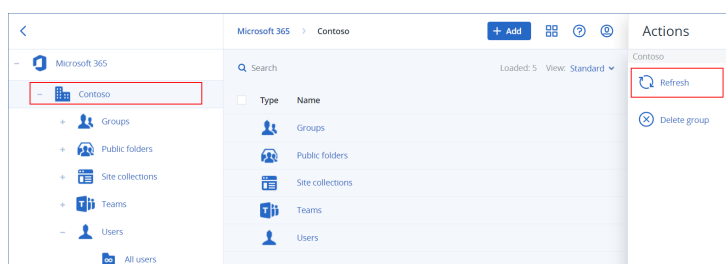 Microsoft 365 > Contoso
+ Add
Actions
Microsoft 365
Contoso
Groups
Public folders
Site collections
Teams
Users
All users
Search
Loaded: 5 View: Standard
Type Name
Groups
Public folders
Site collections
Teams
Users
Contoso
Refresh
Delete group